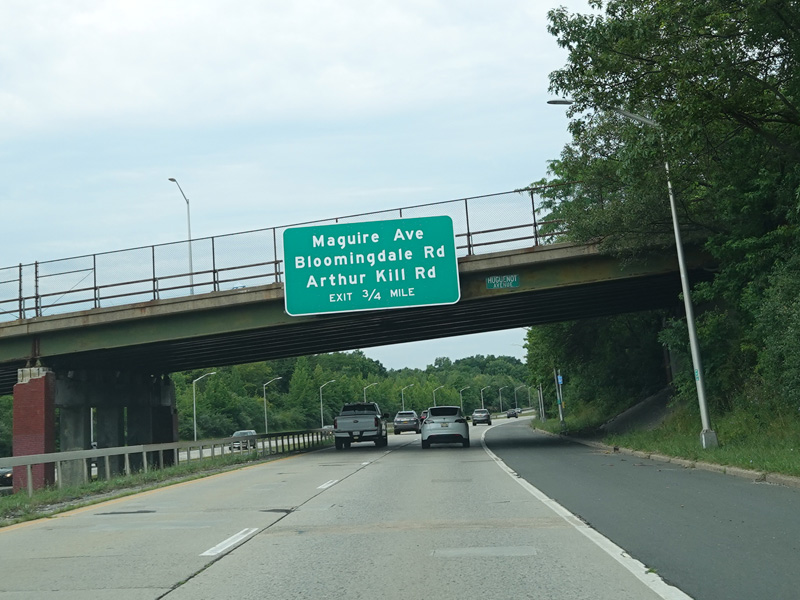 Maguire Ave
Bloomingdale Rd
Arthur Kill Rd
EXIT 3/4 MILE
HUGUENOT
AVENUE